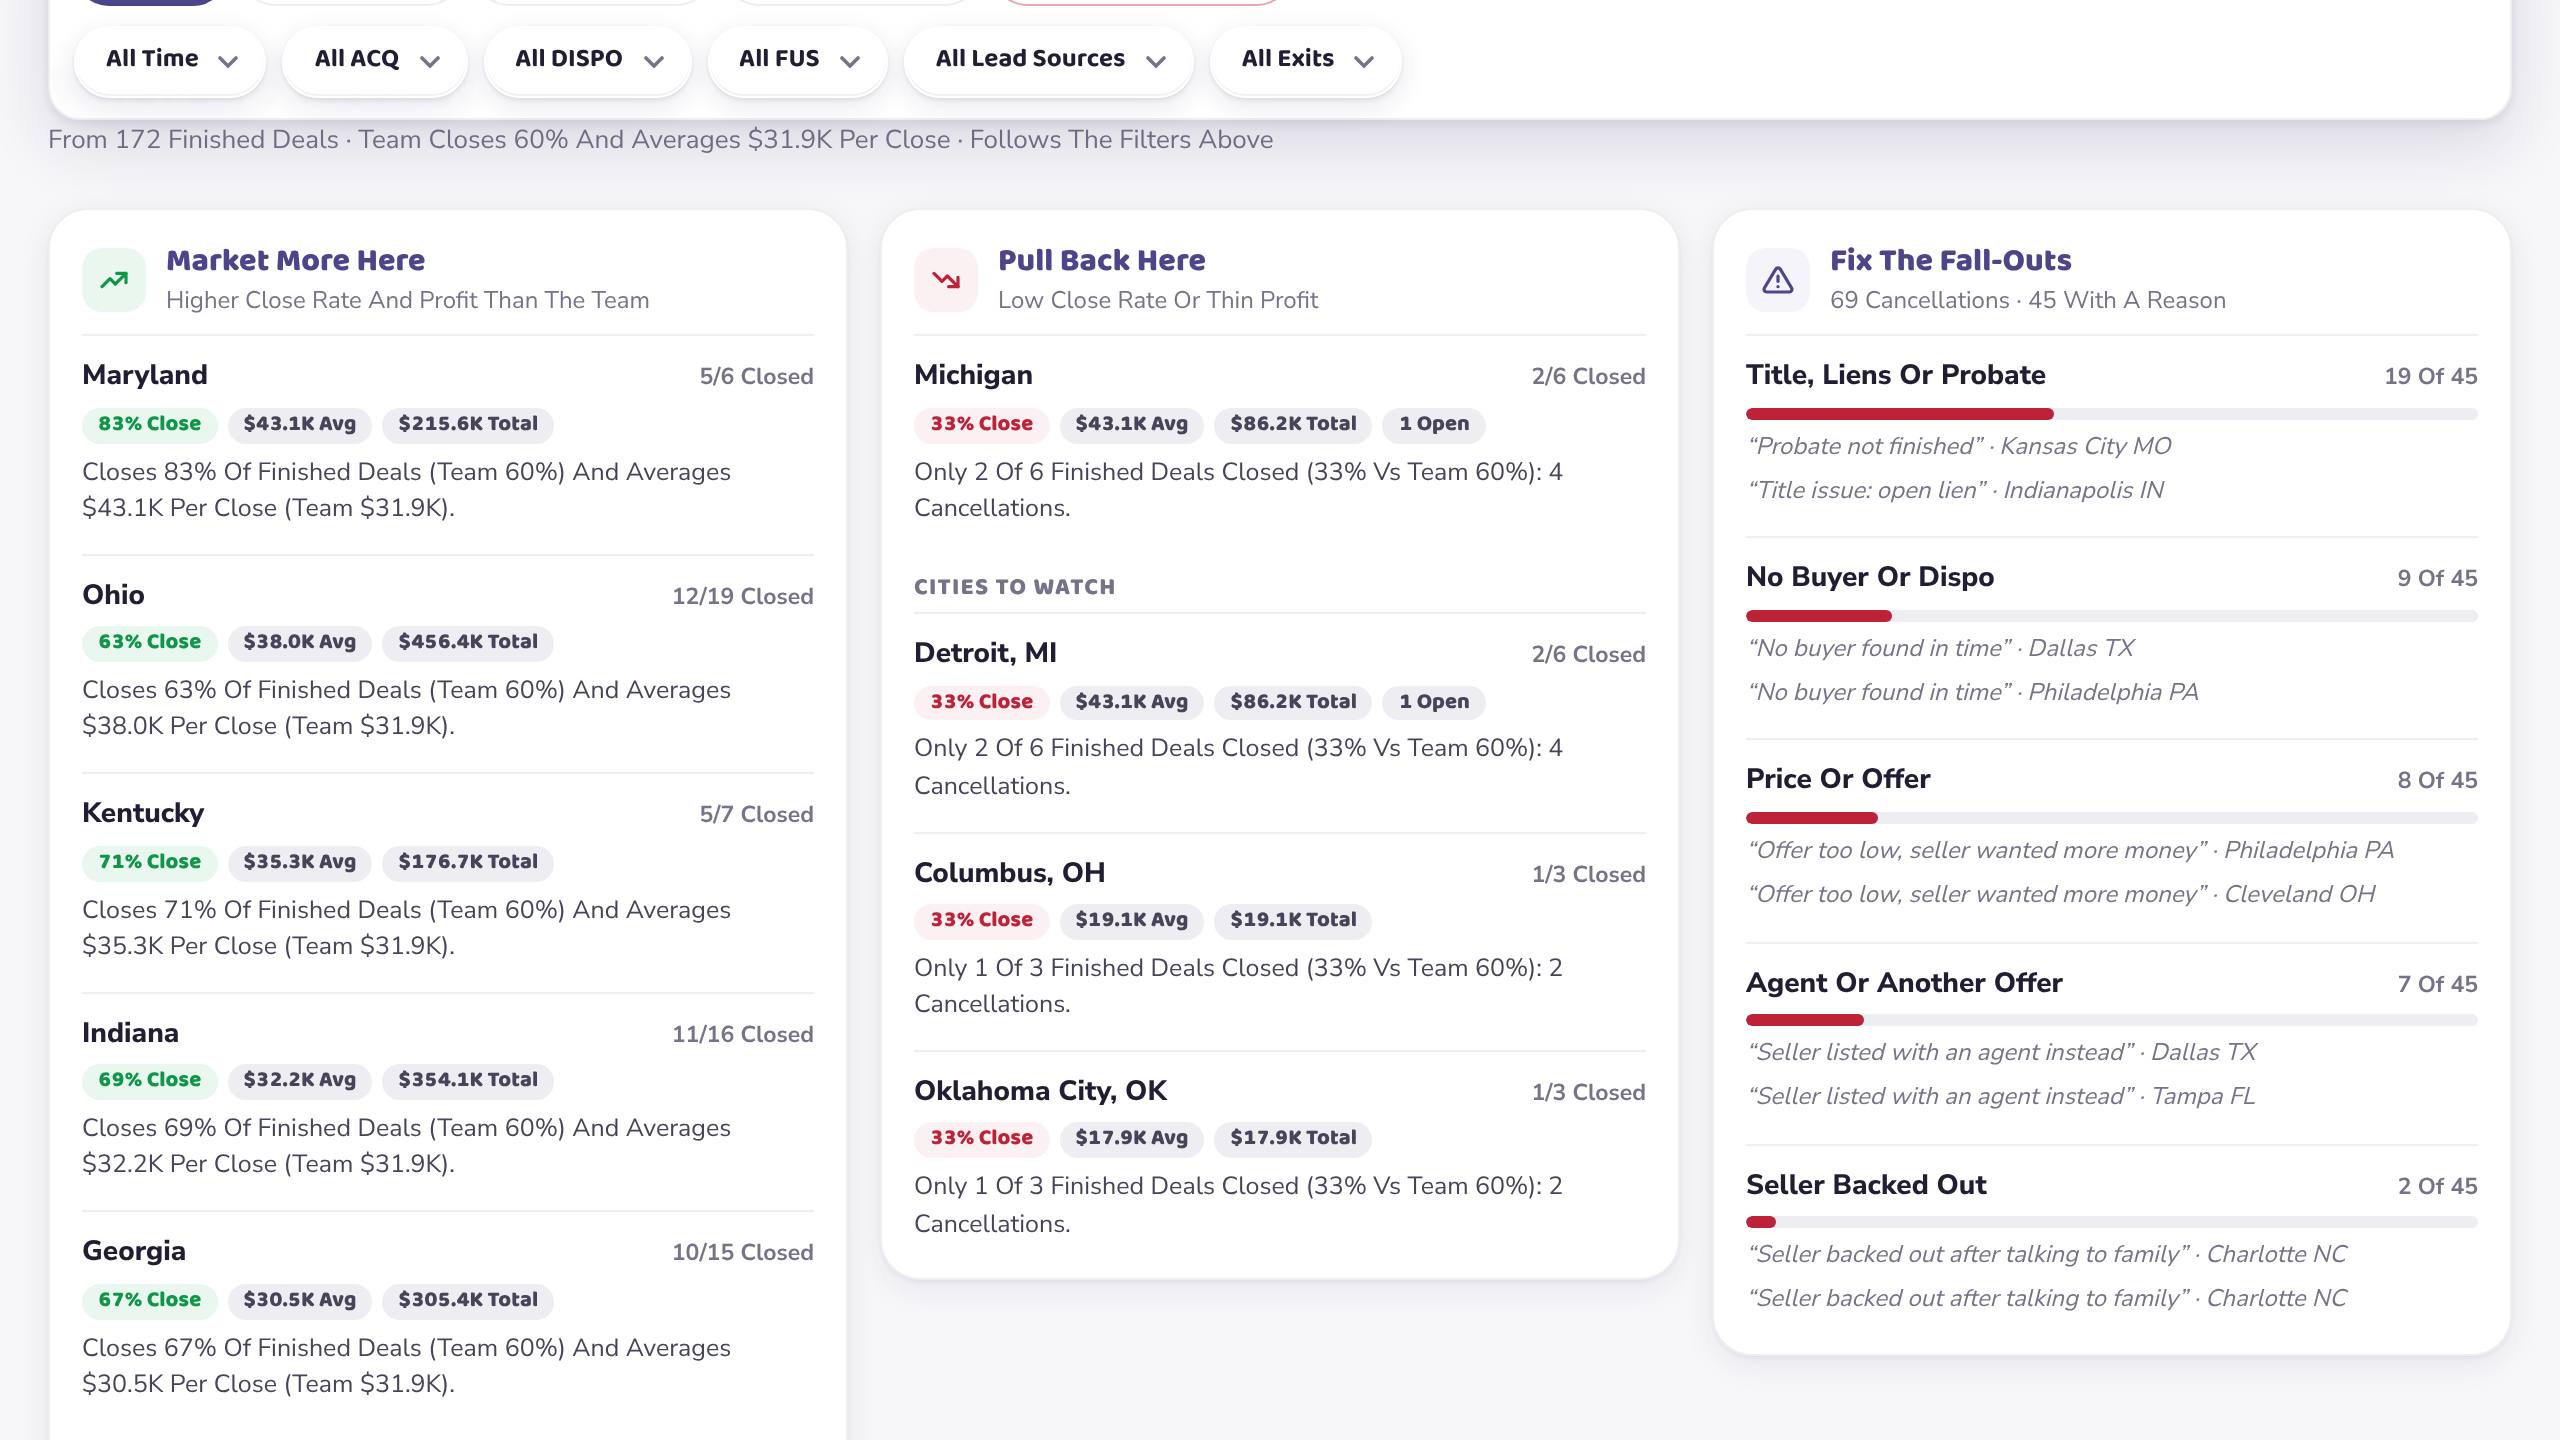 All Time
All ACQ
All DISPO
All FUS
All Lead Sources
All Exits
From 172 Finished Deals · Team Closes 60% And Averages $31.9K Per Close · Follows The Filters Above
Market More Here
Higher Close Rate And Profit Than The Team
Maryland
5/6 Closed
83% Close
$43.1K Avg
$215.6K Total
Closes 83% Of Finished Deals (Team 60%) And Averages
$43.1K Per Close (Team $31.9K).
Ohio
12/19 Closed
63% Close
$38.0K Avg
$456.4K Total
Closes 63% Of Finished Deals (Team 60%) And Averages
$38.0K Per Close (Team $31.9K).
Kentucky
5/7 Closed
71% Close
$35.3K Avg
$176.7K Total
Closes 71% Of Finished Deals (Team 60%) And Averages
$35.3K Per Close (Team $31.9K).
Indiana
11/16 Closed
69% Close
$32.2K Avg
$354.1K Total
Closes 69% Of Finished Deals (Team 60%) And Averages
$32.2K Per Close (Team $31.9K).
Georgia
10/15 Closed
67% Close
$30.5K Avg
$305.4K Total
Closes 67% Of Finished Deals (Team 60%) And Averages
$30.5K Per Close (Team $31.9K).
Pull Back Here
Low Close Rate Or Thin Profit
Michigan
2/6 Closed
33% Close
$43.1K Avg
$86.2K Total
1 Open
Only 2 Of 6 Finished Deals Closed (33% Vs Team 60%): 4
Cancellations.
CITIES TO WATCH
Detroit, MI
2/6 Closed
33% Close
$43.1K Avg
$86.2K Total
1 Open
Only 2 Of 6 Finished Deals Closed (33% Vs Team 60%): 4
Cancellations.
Columbus, OH
1/3 Closed
33% Close
$19.1K Avg
$19.1K Total
Only 1 Of 3 Finished Deals Closed (33% Vs Team 60%): 2
Cancellations.
Oklahoma City, OK
1/3 Closed
33% Close
$17.9K Avg
$17.9K Total
Only 1 Of 3 Finished Deals Closed (33% Vs Team 60%): 2
Cancellations.
Fix The Fall-Outs
69 Cancellations · 45 With A Reason
Title, Liens Or Probate
19 Of 45
“Probate not finished” · Kansas City MO
“Title issue: open lien” · Indianapolis IN
No Buyer Or Dispo
9 Of 45
“No buyer found in time” · Dallas TX
“No buyer found in time” · Philadelphia PA
Price Or Offer
8 Of 45
“Offer too low, seller wanted more money” · Philadelphia PA
“Offer too low, seller wanted more money” · Cleveland OH
Agent Or Another Offer
7 Of 45
“Seller listed with an agent instead” · Dallas TX
“Seller listed with an agent instead” · Tampa FL
Seller Backed Out
2 Of 45
“Seller backed out after talking to family” · Charlotte NC
“Seller backed out after talking to family” · Charlotte NC